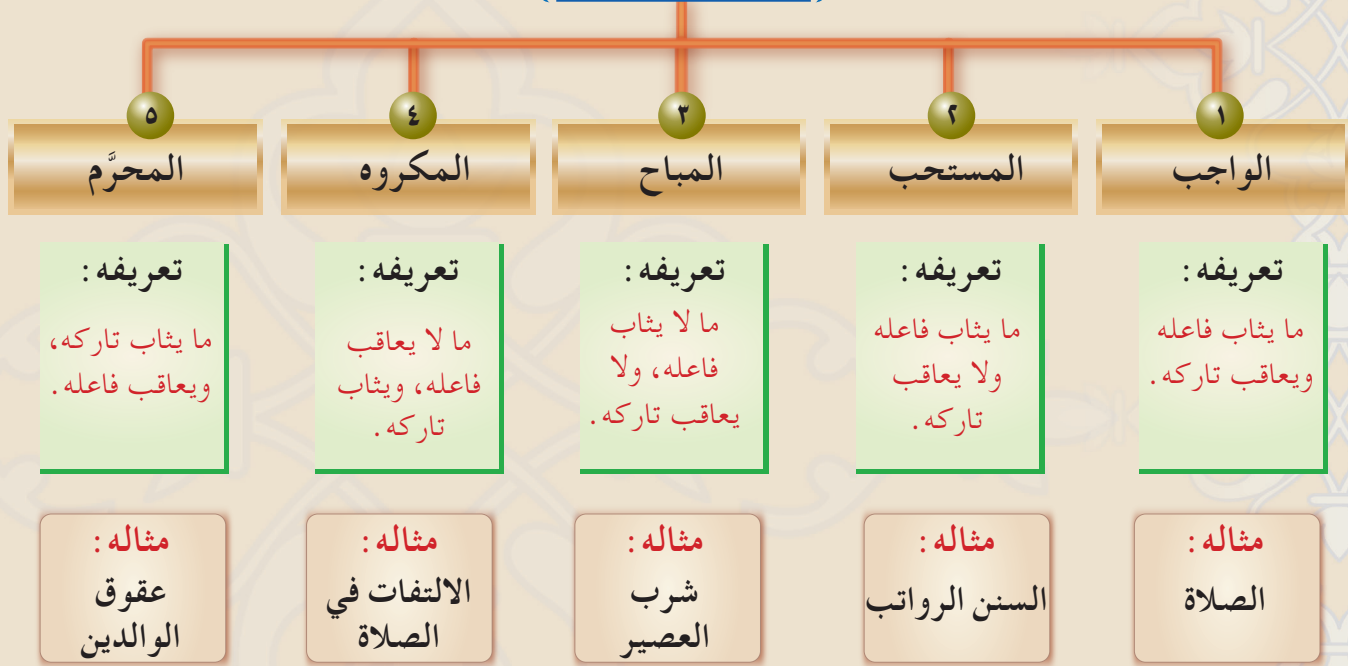 ١
الواجب
تعريفه:
ما يثاب فاعله
ويعاقب تاركه.
مثاله:
الصلاة
٢
المستحب
تعريفه:
ما يثاب فاعله
ولا يعاقب
تاركه.
مثاله:
السنن الرواتب
٣
المباح
تعريفه:
ما لا يثاب
فاعله، ولا
يعاقب تاركه.
مثاله:
شرب
العصير
٤
المكروه
تعريفه:
ما لا يعاقب
فاعله، ويثاب
تاركه.
مثاله:
الالتفات في
الصلاة
٥
المحرَّم
تعريفه:
ما يثاب تاركه،
ويعاقب فاعله.
مثاله:
عقوق
الوالدين